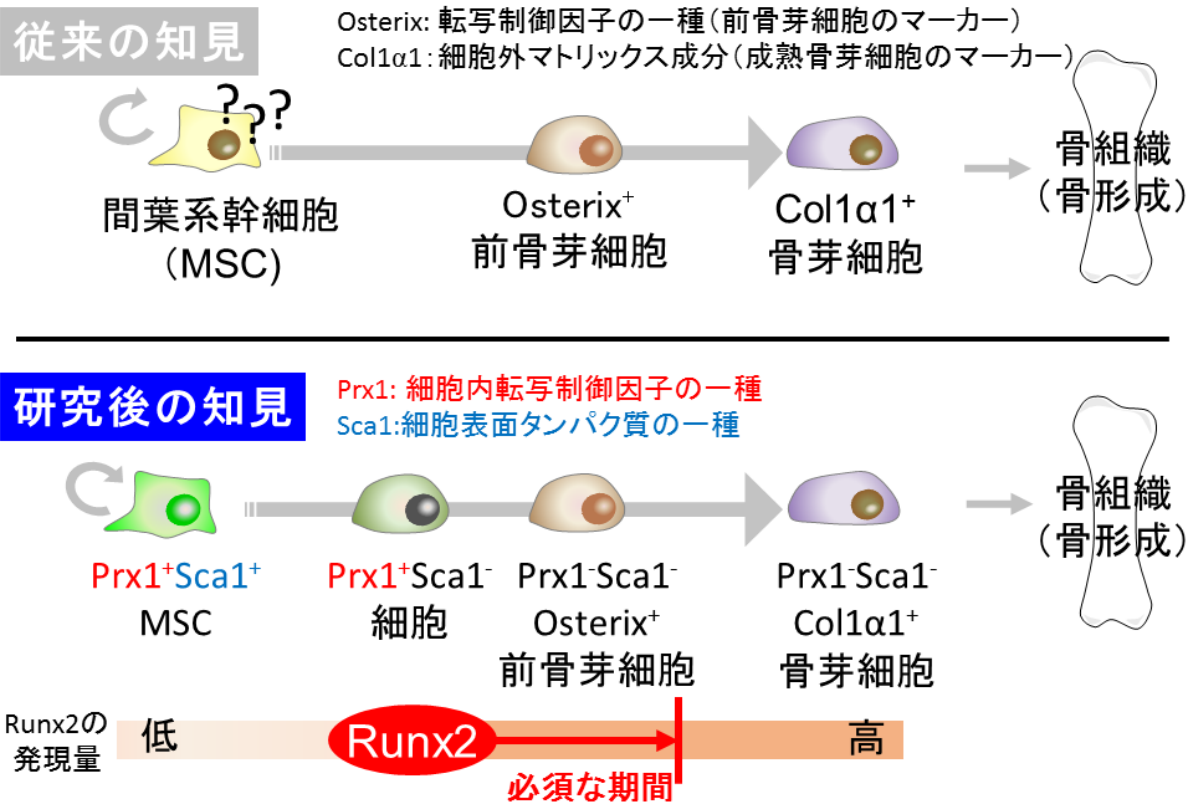 従来の知見
Osterix: 転写制御因子の一種(前骨芽細胞のマーカー)
Col1α1:細胞外マトリックス成分(成熟骨芽細胞のマーカー)
???
間葉系幹細胞
(MSC)
Osterix⁺
前骨芽細胞
Col1α1⁺
骨芽細胞
骨組織
(骨形成)
研究後の知見
Prx1: 細胞内転写制御因子の一種
Sca1:細胞表面タンパク質の一種
Prx1⁺Sca1⁺
MSC
Prx1⁺Sca1⁻
細胞
Prx1⁻Sca1⁻
Osterix⁺
前骨芽細胞
Prx1⁻Sca1⁻
Col1α1⁺
骨芽細胞
骨組織
(骨形成)
Runx2の
発現量
低
Runx2
高
必須な期間